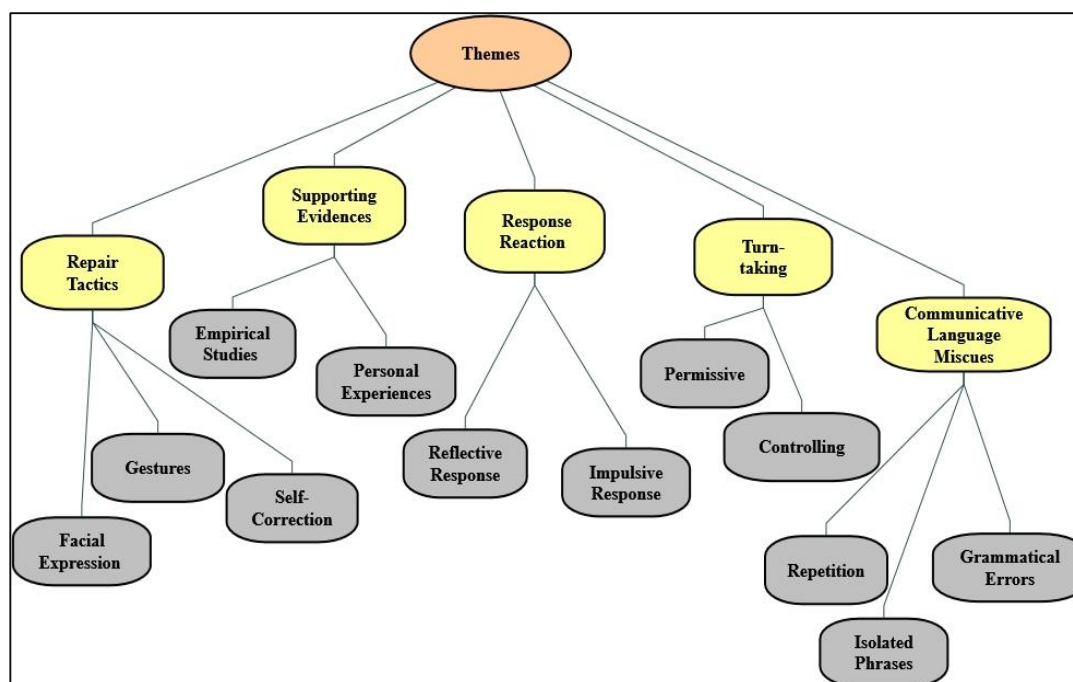 Themes
Supporting
Evidences
Response
Reaction
Turn-
taking
Repair
Tactics
Communicative
Language
Miscues
Empirical
Studies
Personal
Experiences
Permissive
Controlling
Reflective
Response
Impulsive
Response
Gestures
Self-
Correction
Facial
Expression
Repetition
Grammatical
Errors
Isolated
Phrases